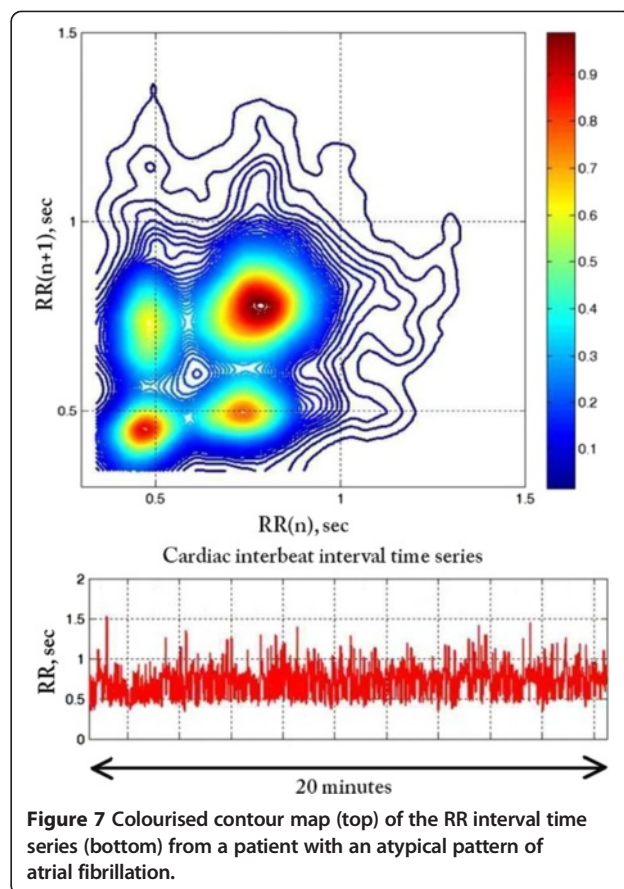 1.5
1
0.5
RR(n+1), sec
0.5
1
1.5
RR(n), sec
0.9
0.8
0.7
0.6
0.5
0.4
0.3
0.2
0.1
Cardiac interbeat interval time series
2
1.5
1
0.5
0
RR, sec
20 minutes
Figure 7 Colourised contour map (top) of the RR interval time
series (bottom) from a patient with an atypical pattern of
atrial fibrillation.